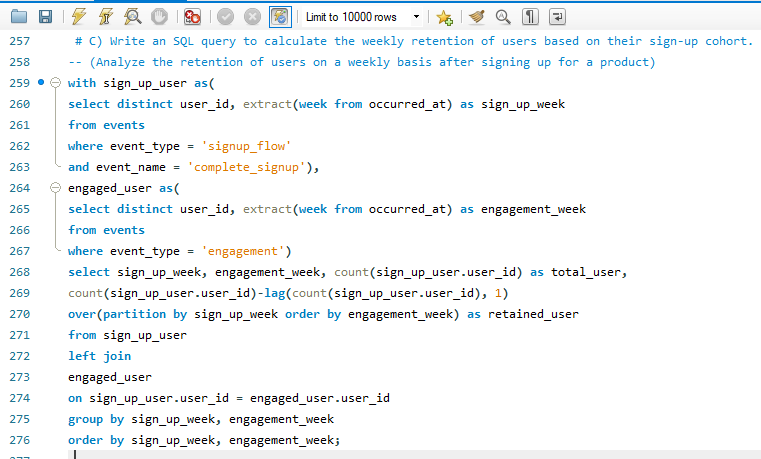 Limit to 10000 rows
257 # C) Write an SQL query to calculate the weekly retention of users based on their sign-up cohort.
258 -- (Analyze the retention of users on a weekly basis after signing up for a product)
259 with sign_up_user as(
260 select distinct user_id, extract(week from occurred_at) as sign_up_week
261 from events
262 where event_type = 'signup_flow'
263 and event_name = 'complete_signup'),
264 engaged_user as(
265 select distinct user_id, extract(week from occurred_at) as engagement_week
266 from events
267 where event_type = 'engagement')
268 select sign_up_week, engagement_week, count(sign_up_user.user_id) as total_user,
269 count(sign_up_user.user_id)-lag(count(sign_up_user.user_id), 1)
270 over(partition by sign_up_week order by engagement_week) as retained_user
271 from sign_up_user
272 left join
273 engaged_user
274 on sign_up_user.user_id = engaged_user.user_id
275 group by sign_up_week, engagement_week
276 order by sign_up_week, engagement_week;